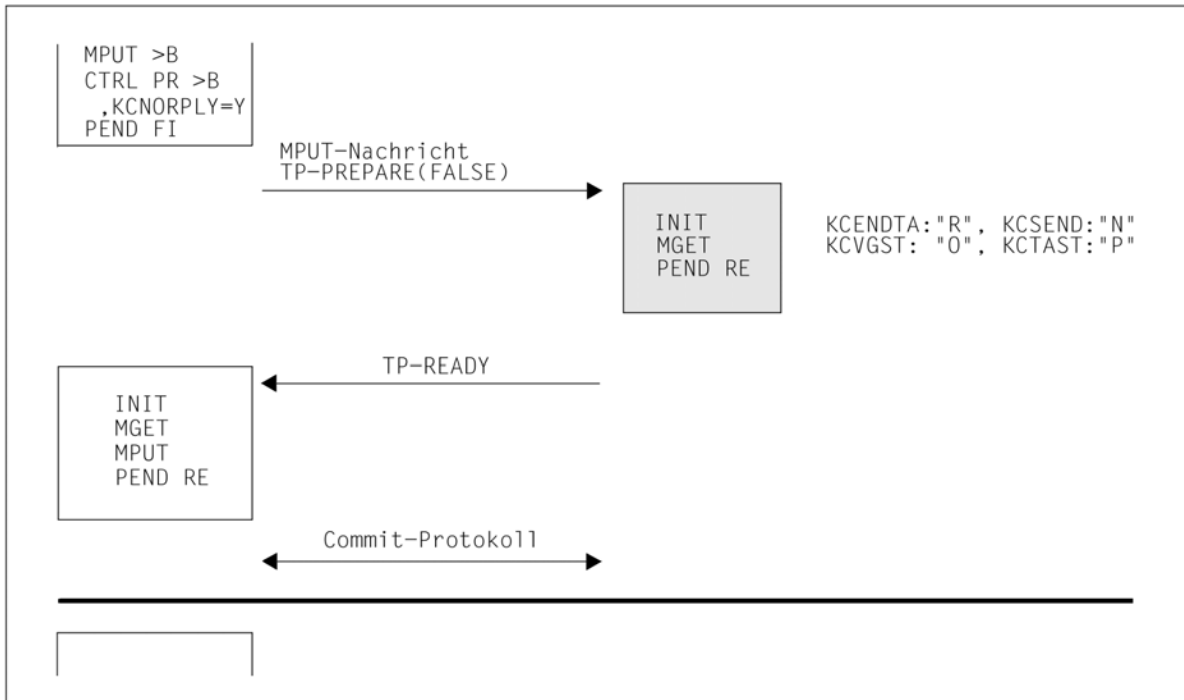 MPUT >B
CTRL PR >B
,KCNORPLY=Y
PEND FI
MPUT-Nachricht
TP-PREPARE(FALSE)
INIT
MGET
PEND RE
KCENDTA:"R", KCSEND:"N"
KCVGST: "O", KCTAST:"P"
TP-READY
INIT
MGET
MPUT
PEND RE
Commit-Protokoll